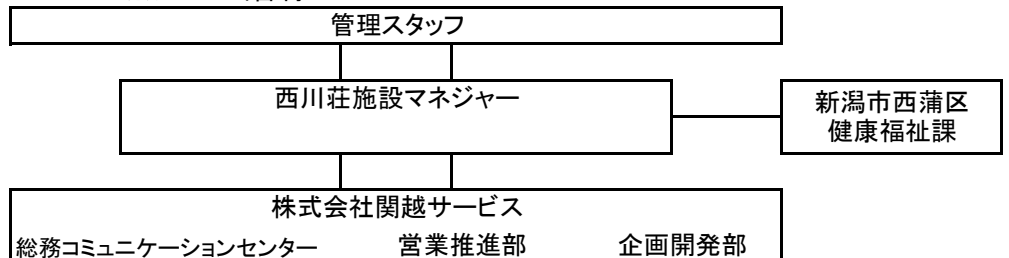 管理スタッフ
西川荘施設マネジャー
新潟市西蒲区
健康福祉課
株式会社関越サービス
総務コミュニケーションセンター 営業推進部 企画開発部